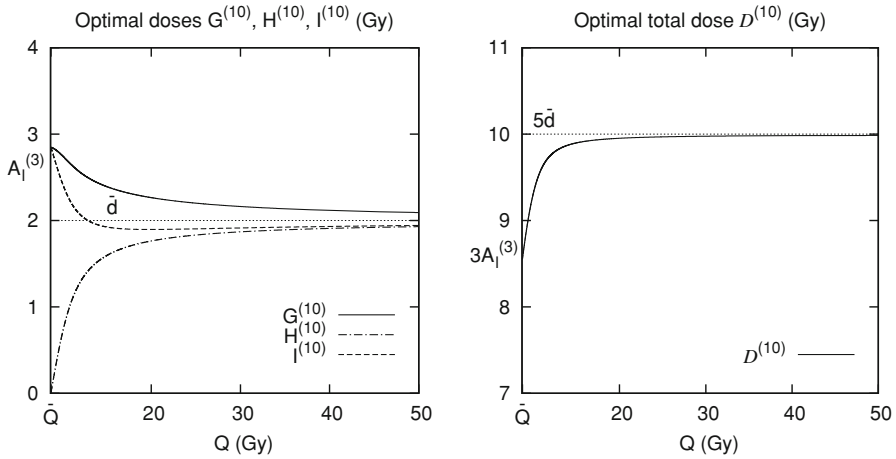 Optimal doses G⁽¹⁰⁾, H⁽¹⁰⁾, I⁽¹⁰⁾ (Gy)
4
3
A_I⁽³⁾
d̄
2
1
G⁽¹⁰⁾
H⁽¹⁰⁾
I⁽¹⁰⁾
0
Q̄ 20 30 40 50
Q (Gy)
Optimal total dose D⁽¹⁰⁾ (Gy)
11
5d̄
10
9
3A_I⁽³⁾
8
D⁽¹⁰⁾
7
Q̄ 20 30 40 50
Q (Gy)